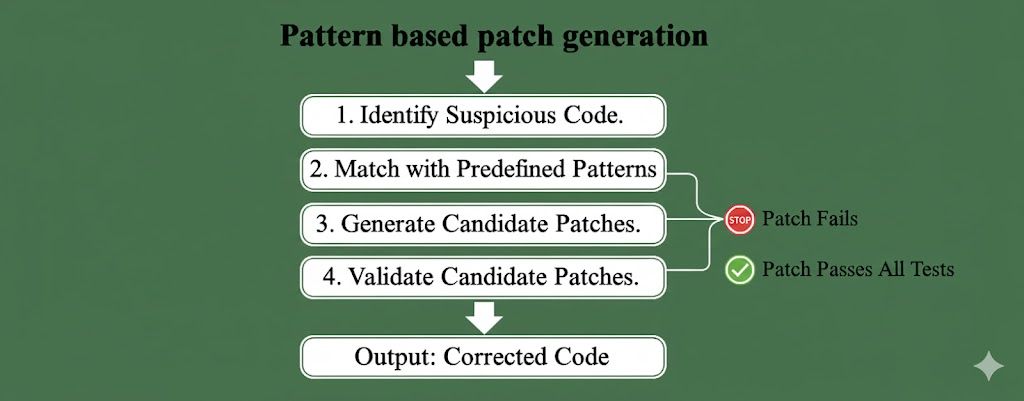 Pattern based patch generation
1. Identify Suspicious Code.
2. Match with Predefined Patterns
3. Generate Candidate Patches.
STOP Patch Fails
4. Validate Candidate Patches.
Patch Passes All Tests
Output: Corrected Code